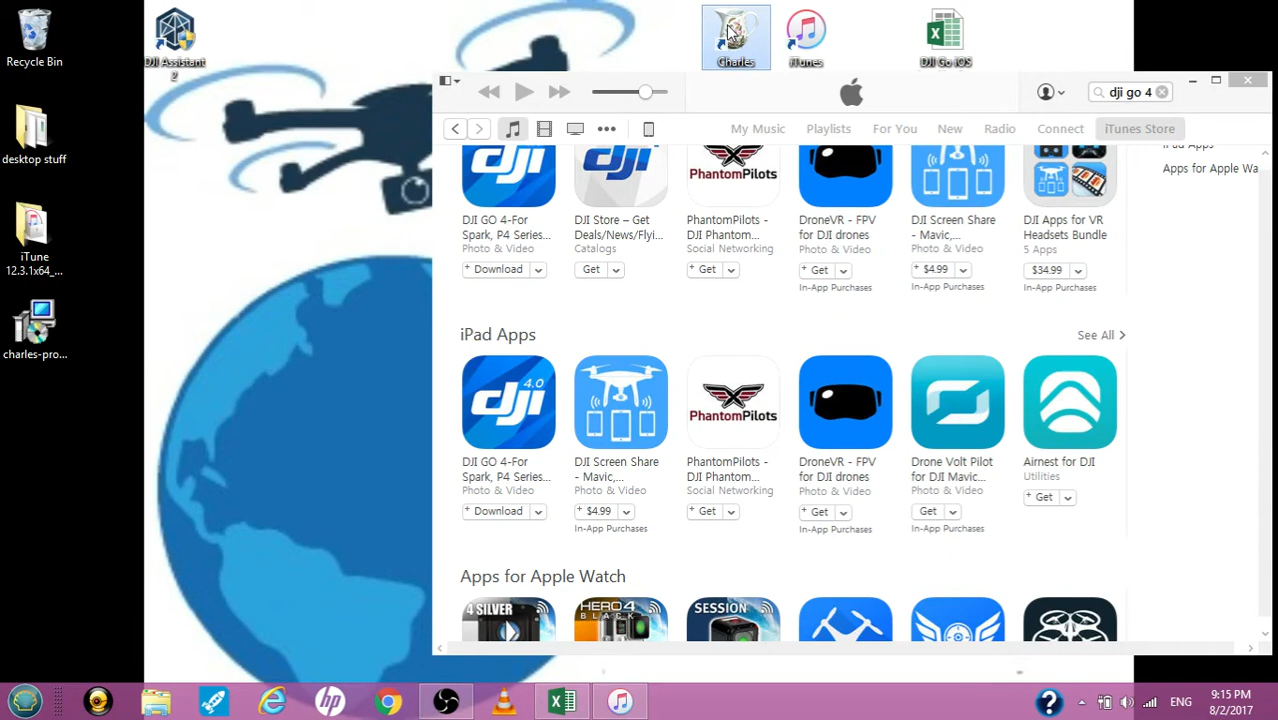 Recycle Bin
DJI Assistant
2
Charles
iTunes
DJI Go iOS
desktop stuff
iTune
12.3.1x64_...
charles-pro...
dji go 4
My Music
Playlists
For You
New
Radio
Connect
iTunes Store
iPad Apps
Apps for Apple Wa
dji
dji
PhantomPilots
DJI GO 4-For
Spark, P4 Series...
Photo & Video
+ Download
DJI Store – Get
Deals/News/Flyi...
Catalogs
Get
PhantomPilots -
DJI Phantom...
Social Networking
+ Get
DroneVR - FPV
for DJI drones
Photo & Video
+ Get
In-App Purchases
DJI Screen Share
- Mavic,...
Photo & Video
+ $4.99
In-App Purchases
DJI Apps for VR
Headsets Bundle
5 Apps
$34.99
In-App Purchases
iPad Apps
See All >
dji 4.0
PhantomPilots
DJI GO 4-For
Spark, P4 Series...
Photo & Video
+ Download
DJI Screen Share
- Mavic,...
Photo & Video
+ $4.99
In-App Purchases
PhantomPilots -
DJI Phantom...
Social Networking
+ Get
DroneVR - FPV
for DJI drones
Photo & Video
+ Get
In-App Purchases
Drone Volt Pilot
for DJI Mavic...
Photo & Video
Get
In-App Purchases
Airnest for DJI
Utilities
+ Get
Apps for Apple Watch
4 SILVER
HERO4
BLACK
SESSION
hp
ENG
9:15 PM
8/2/2017